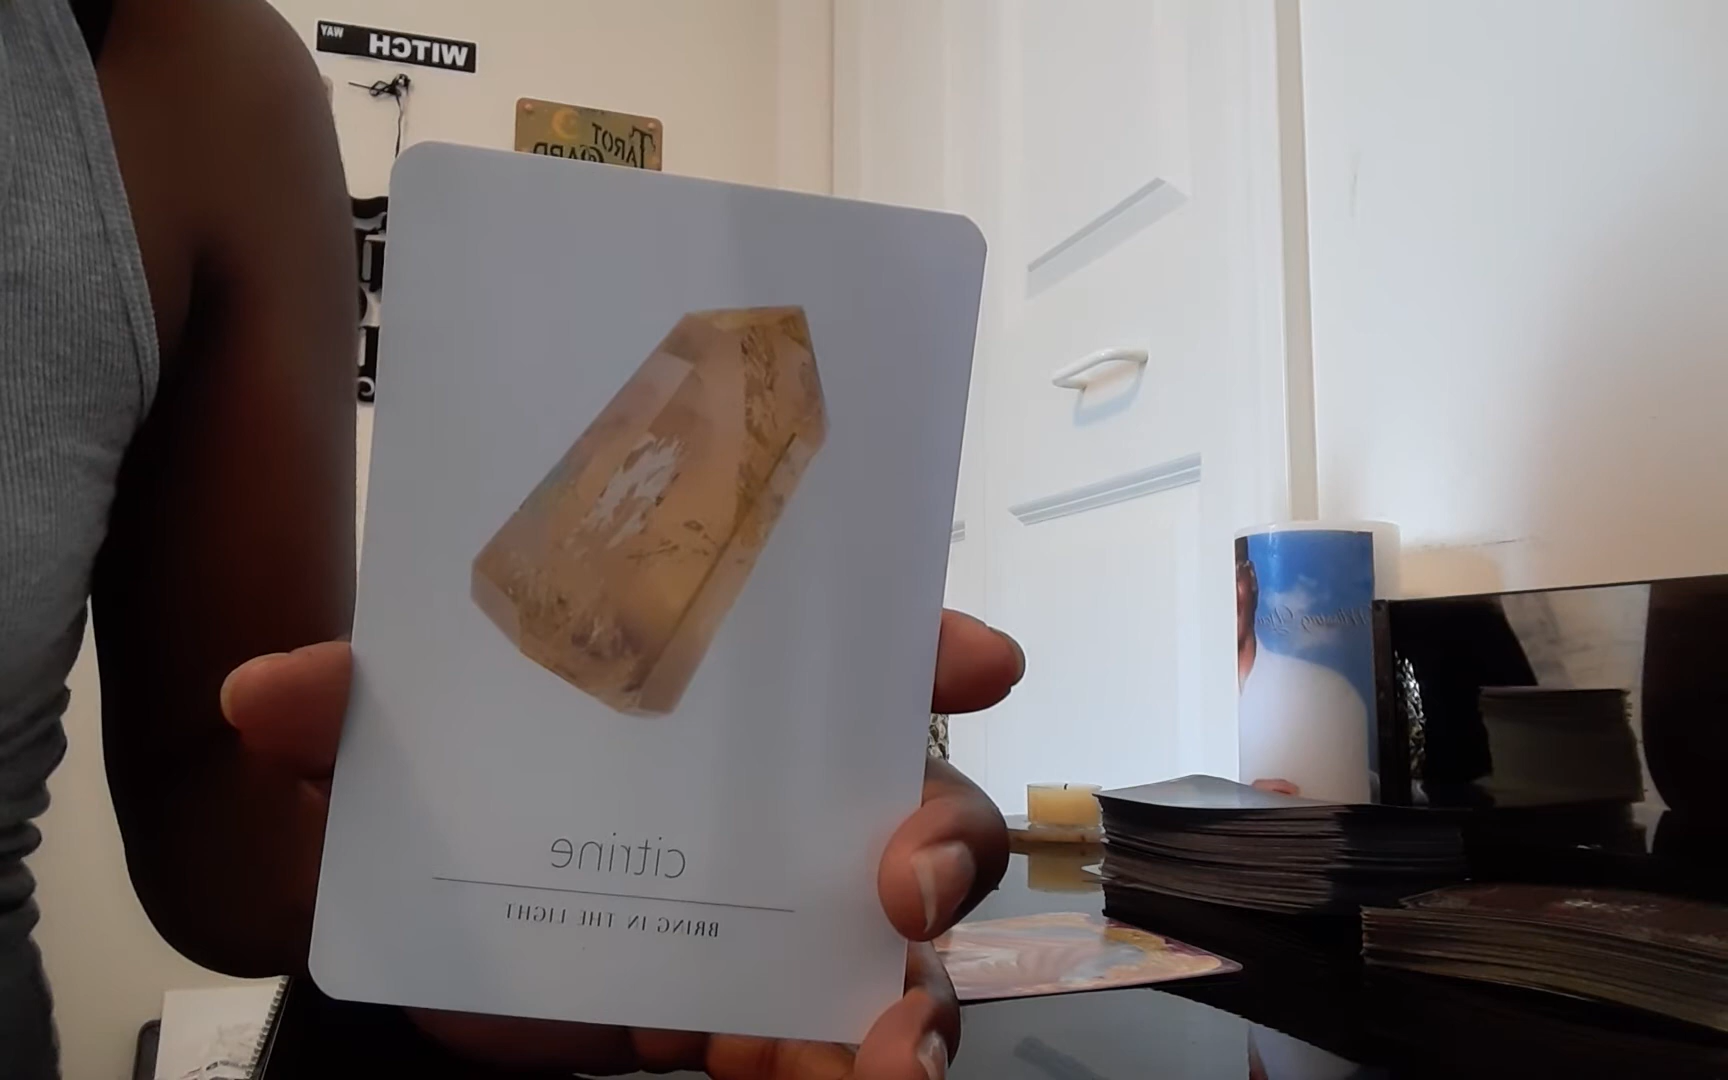 WITCH WAY
TAROT
CARD
citrine
BRING IN THE LIGHT